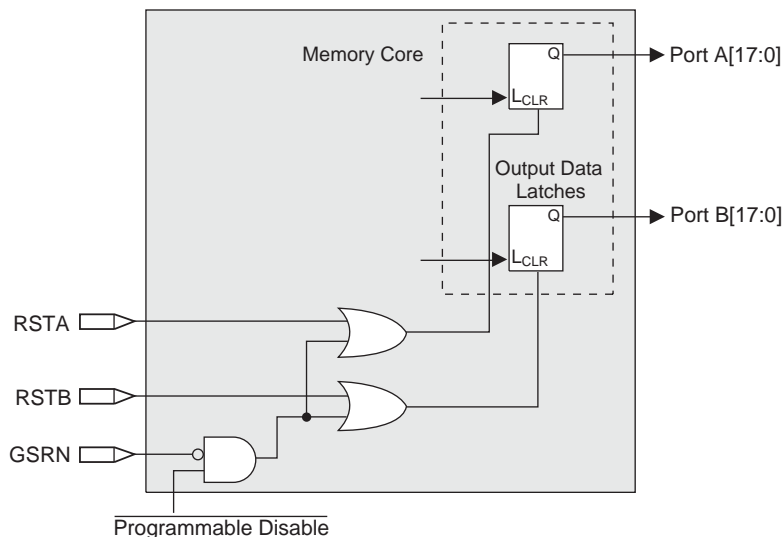 Memory Core
Q
Port A[17:0]
LCLR
Output Data
Latches
Q
Port B[17:0]
LCLR
RSTA
RSTB
GSRN
Programmable Disable